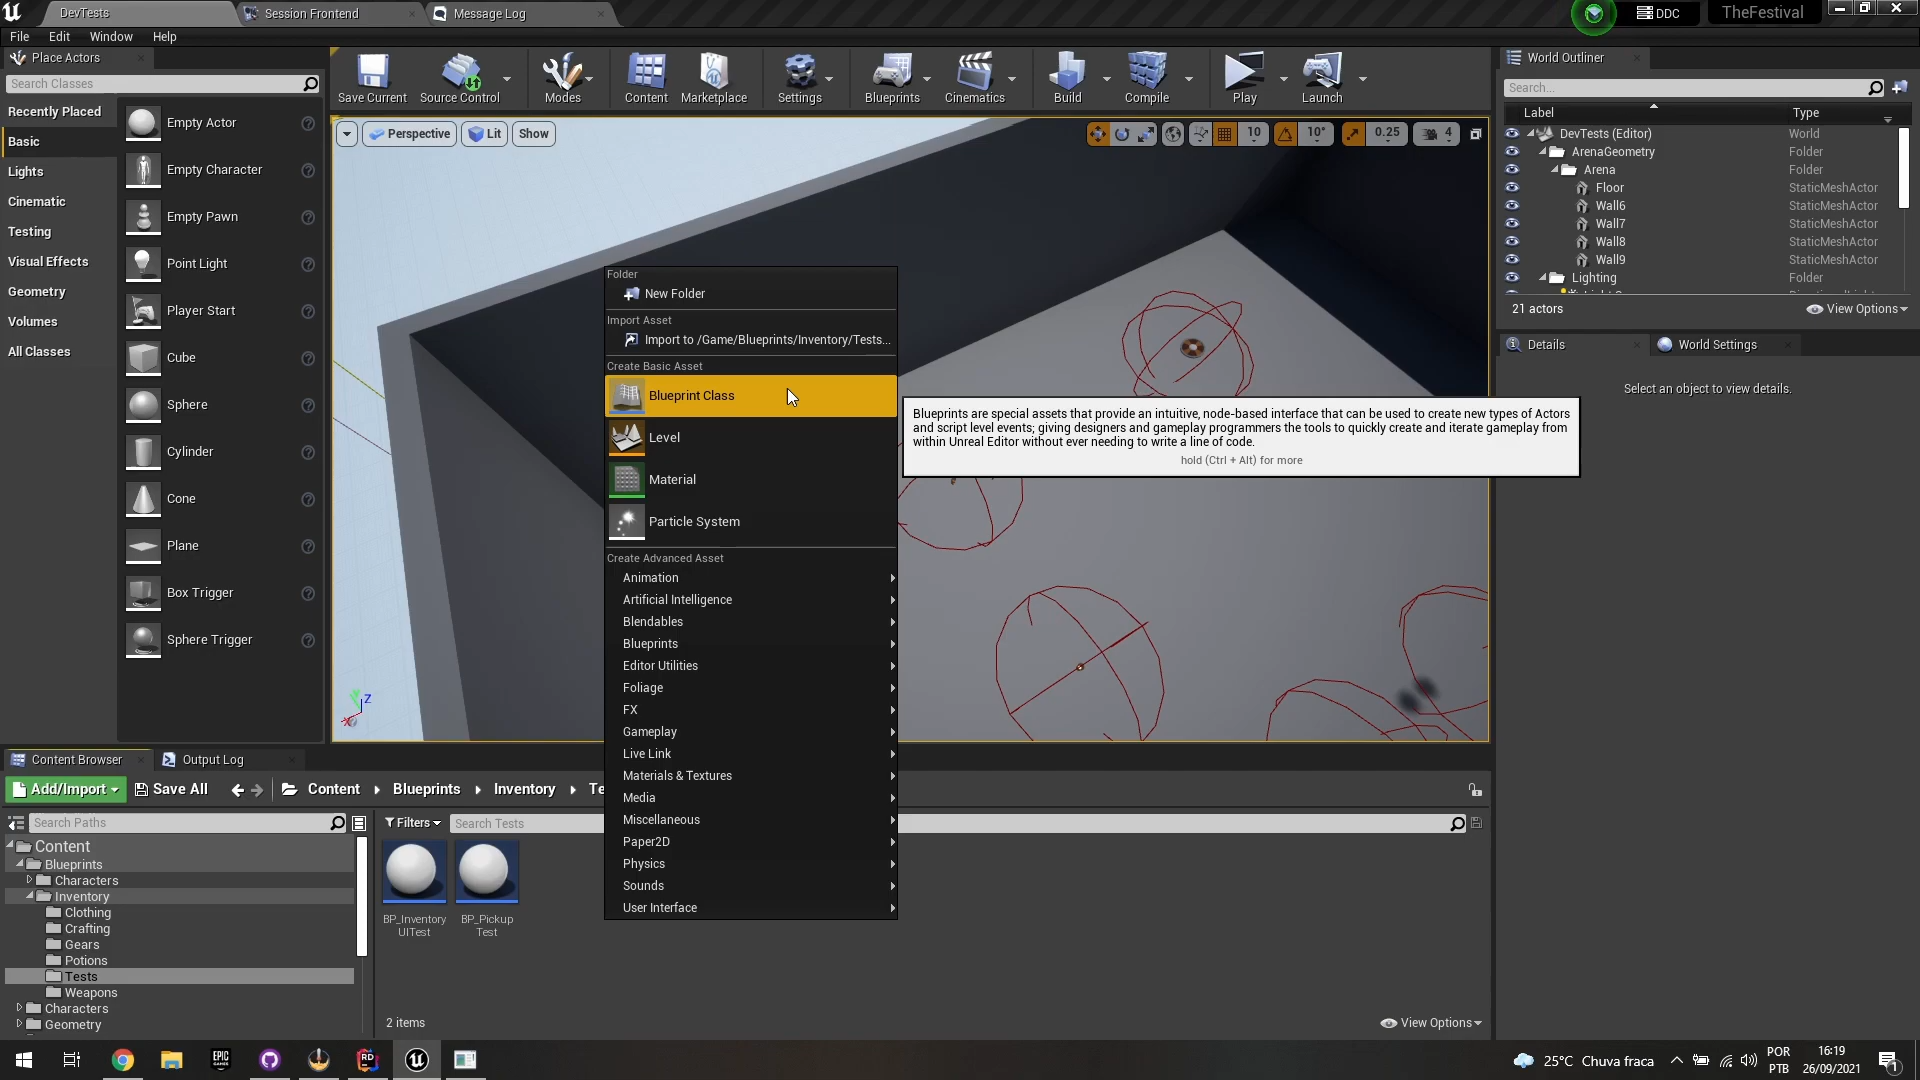 DevTests
Session Frontend
Message Log
DDC
TheFestival
File
Edit
Window
Help
Place Actors
Search Classes
Recently Placed
Basic
Lights
Cinematic
Testing
Visual Effects
Geometry
Volumes
All Classes
Empty Actor
Empty Character
Empty Pawn
Point Light
Player Start
Cube
Sphere
Cylinder
Cone
Plane
Box Trigger
Sphere Trigger
Save Current
Source Control
Modes
Content
Marketplace
Settings
Blueprints
Cinematics
Build
Compile
Play
Launch
Perspective
Lit
Show
10
10°
0.25
4
Z
X
Folder
New Folder
Import Asset
Import to /Game/Blueprints/Inventory/Tests...
Create Basic Asset
Blueprint Class
Level
Material
Particle System
Create Advanced Asset
Animation
Artificial Intelligence
Blendables
Blueprints
Editor Utilities
Foliage
FX
Gameplay
Live Link
Materials & Textures
Media
Miscellaneous
Paper2D
Physics
Sounds
User Interface
Blueprints are special assets that provide an intuitive, node-based interface that can be used to create new types of Actors
and script level events; giving designers and gameplay programmers the tools to quickly create and iterate gameplay from
within Unreal Editor without ever needing to write a line of code.
hold (Ctrl + Alt) for more
World Outliner
Search...
Label
Type
DevTests (Editor)
World
ArenaGeometry
Folder
Arena
Folder
Floor
StaticMeshActor
Wall6
StaticMeshActor
Wall7
StaticMeshActor
Wall8
StaticMeshActor
Wall9
StaticMeshActor
Lighting
Folder
21 actors
View Options
Details
World Settings
Select an object to view details.
Content Browser
Output Log
Add/Import
Save All
Content
Blueprints
Inventory
Search Paths
Filters
Search Tests
Content
Blueprints
Characters
Inventory
Clothing
Crafting
Gears
Potions
Tests
Weapons
Characters
Geometry
BP_Inventory
UITest
BP_Pickup
Test
2 items
View Options
EPIC
GAMES
RD
25°C Chuva fraca
POR
PTB
16:19
26/09/2021
1